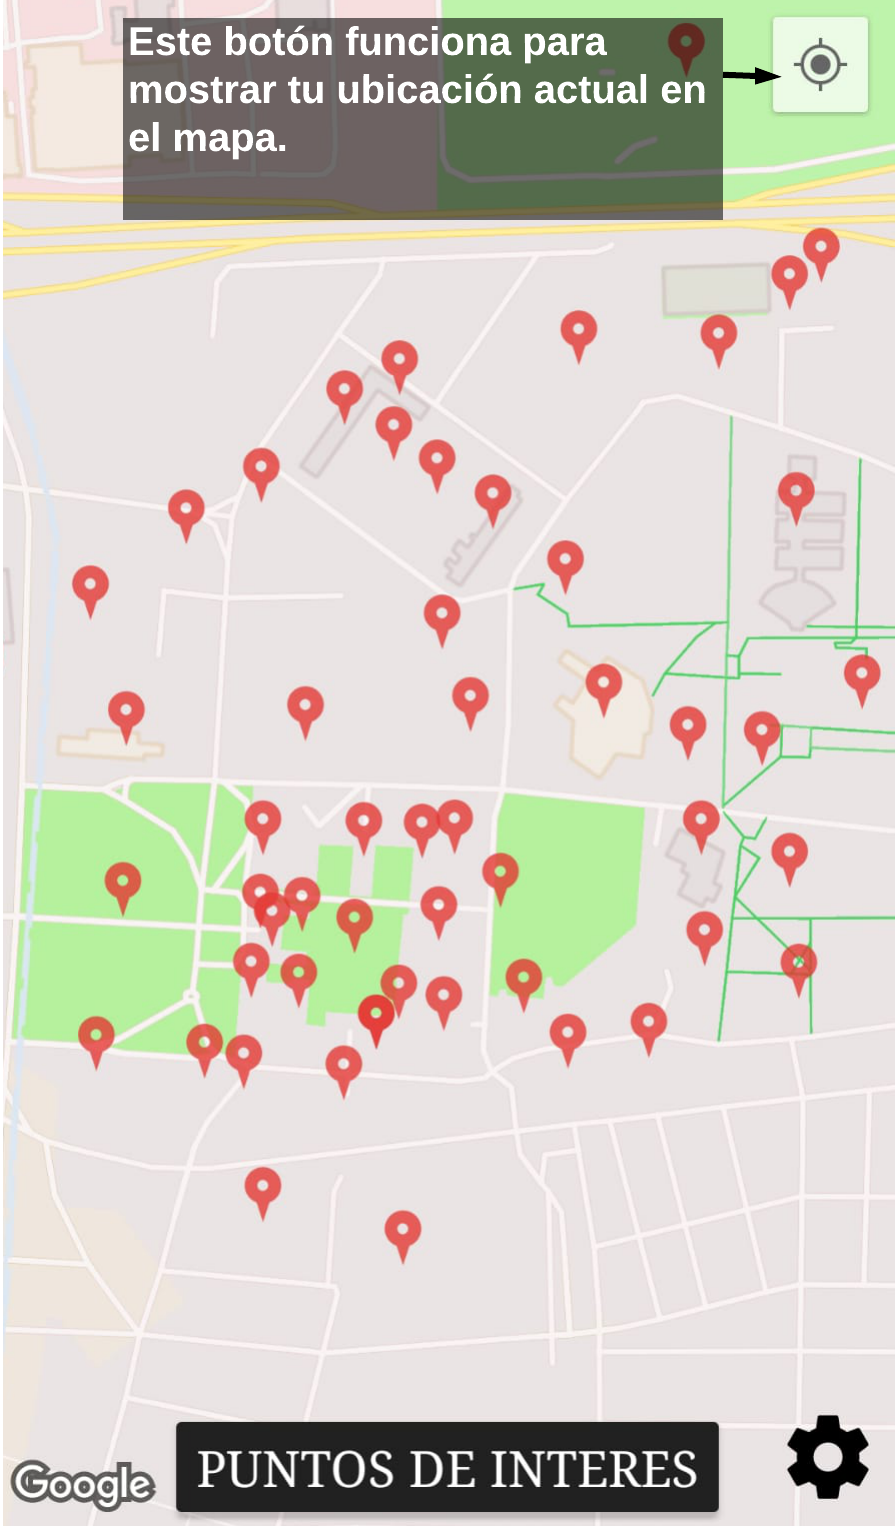 Este botón funciona para
mostrar tu ubicación actual en
el mapa.
PUNTOS DE INTERES
Google